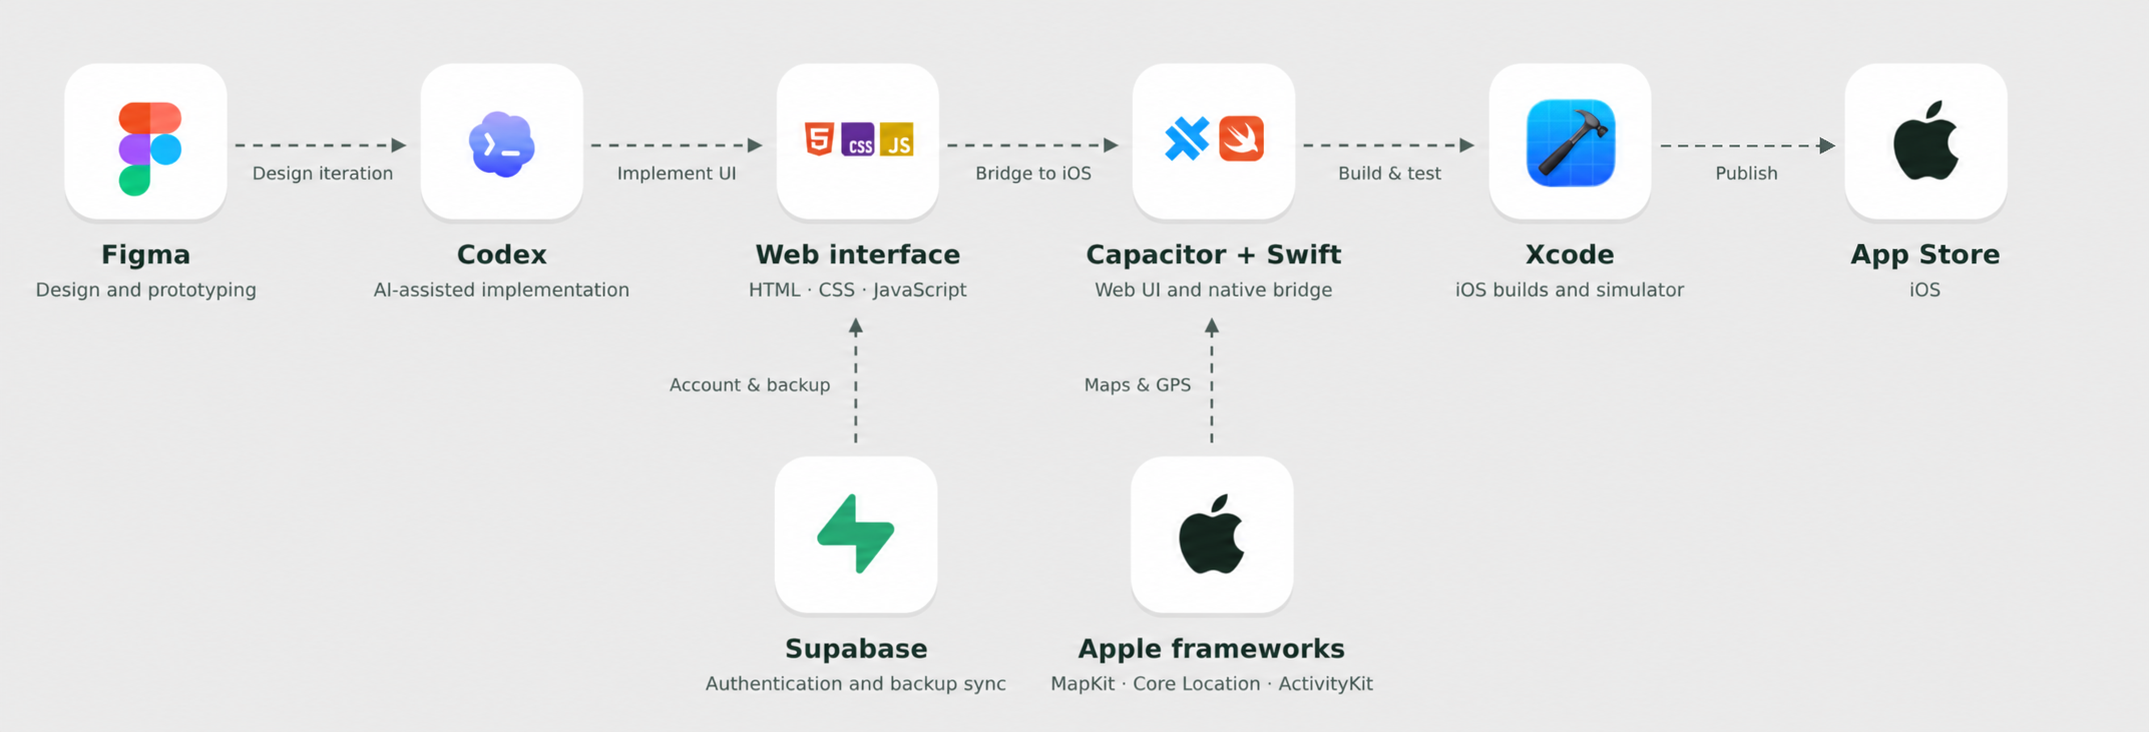 5
CSS
JS
Design iteration
Implement UI
Bridge to iOS
Build & test
Publish
Figma
Codex
Web interface
Capacitor + Swift
Xcode
App Store
Design and prototyping
AI-assisted implementation
HTML · CSS · JavaScript
Web UI and native bridge
iOS builds and simulator
iOS
Account & backup
Maps & GPS
Supabase
Apple frameworks
Authentication and backup sync
MapKit · Core Location · ActivityKit